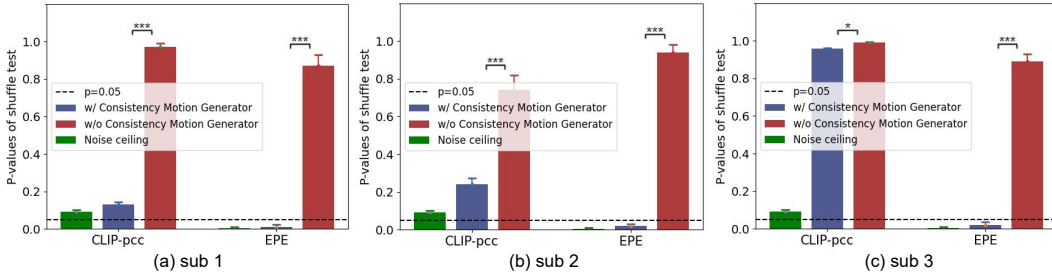 P-values of shuffle test
1.0
0.8
0.6
0.4
0.2
0.0
***
***
p=0.05
w/ Consistency Motion Generator
w/o Consistency Motion Generator
Noise ceiling
CLIP-pcc
EPE
(a) sub 1
P-values of shuffle test
1.0
0.8
0.6
0.4
0.2
0.0
***
***
p=0.05
w/ Consistency Motion Generator
w/o Consistency Motion Generator
Noise ceiling
CLIP-pcc
EPE
(b) sub 2
P-values of shuffle test
1.0
0.8
0.6
0.4
0.2
0.0
*
***
p=0.05
w/ Consistency Motion Generator
w/o Consistency Motion Generator
Noise ceiling
CLIP-pcc
EPE
(c) sub 3